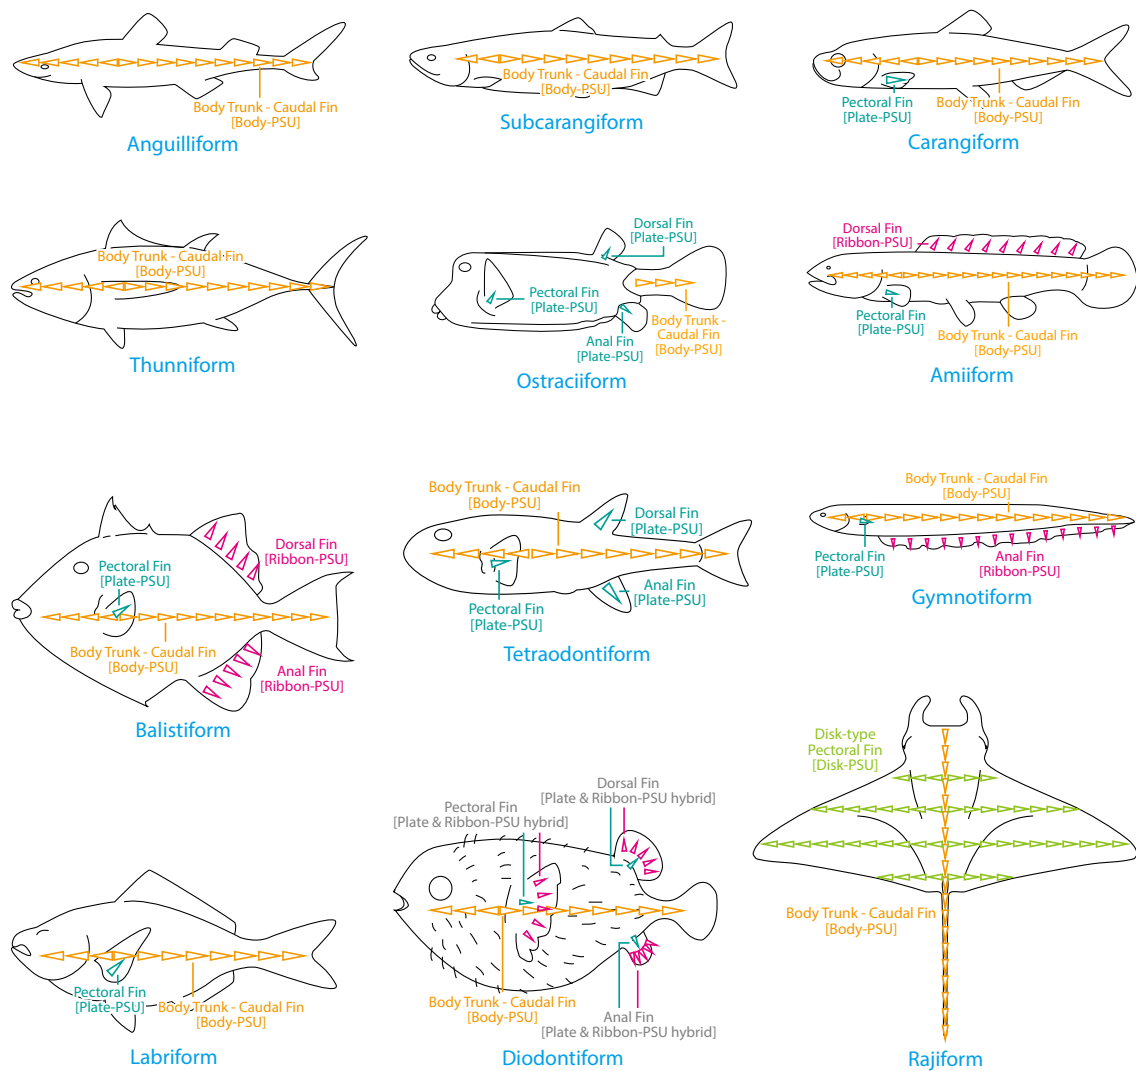 Body Trunk - Caudal Fin
[Body-PSU]
Anguilliform
Body Trunk - Caudal Fin
[Body-PSU]
Subcarangiform
Pectoral Fin
[Plate-PSU]
Body Trunk - Caudal Fin
[Body-PSU]
Carangiform
Body Trunk - Caudal Fin
[Body-PSU]
Thunniform
Dorsal Fin
[Plate-PSU]
Pectoral Fin
[Plate-PSU]
Anal Fin
[Plate-PSU]
Body Trunk -
Caudal Fin
[Body-PSU]
Ostraciiform
Dorsal Fin
[Ribbon-PSU]
Pectoral Fin
[Plate-PSU]
Body Trunk - Caudal Fin
[Body-PSU]
Amiiform
Dorsal Fin
[Ribbon-PSU]
Pectoral Fin
[Plate-PSU]
Body Trunk - Caudal Fin
[Body-PSU]
Anal Fin
[Ribbon-PSU]
Balistiform
Body Trunk - Caudal Fin
[Body-PSU]
Dorsal Fin
[Plate-PSU]
Pectoral Fin
[Plate-PSU]
Anal Fin
[Plate-PSU]
Tetraodontiform
Body Trunk - Caudal Fin
[Body-PSU]
Pectoral Fin
[Plate-PSU]
Anal Fin
[Ribbon-PSU]
Gymnotiform
Pectoral Fin
[Plate-PSU]
Body Trunk - Caudal Fin
[Body-PSU]
Labriform
Dorsal Fin
[Plate & Ribbon-PSU hybrid]
Pectoral Fin
[Plate & Ribbon-PSU hybrid]
Body Trunk - Caudal Fin
[Body-PSU]
Anal Fin
[Plate & Ribbon-PSU hybrid]
Diodontiform
Disk-type
Pectoral Fin
[Disk-PSU]
Body Trunk - Caudal Fin
[Body-PSU]
Rajiform